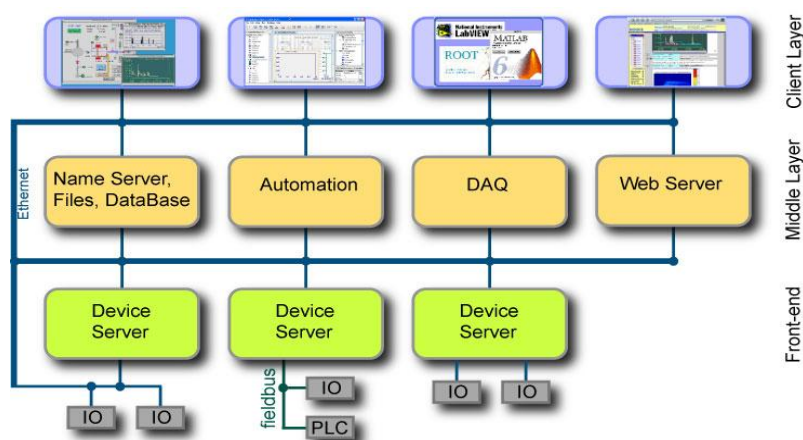 National Instruments
LabVIEW
MATLAB
ROOT
6
Client Layer
Ethernet
Name Server,
Files, DataBase
Automation
DAQ
Web Server
Middle Layer
Device
Server
Device
Server
Device
Server
Front-end
fieldbus
IO
IO
IO
PLC
IO
IO